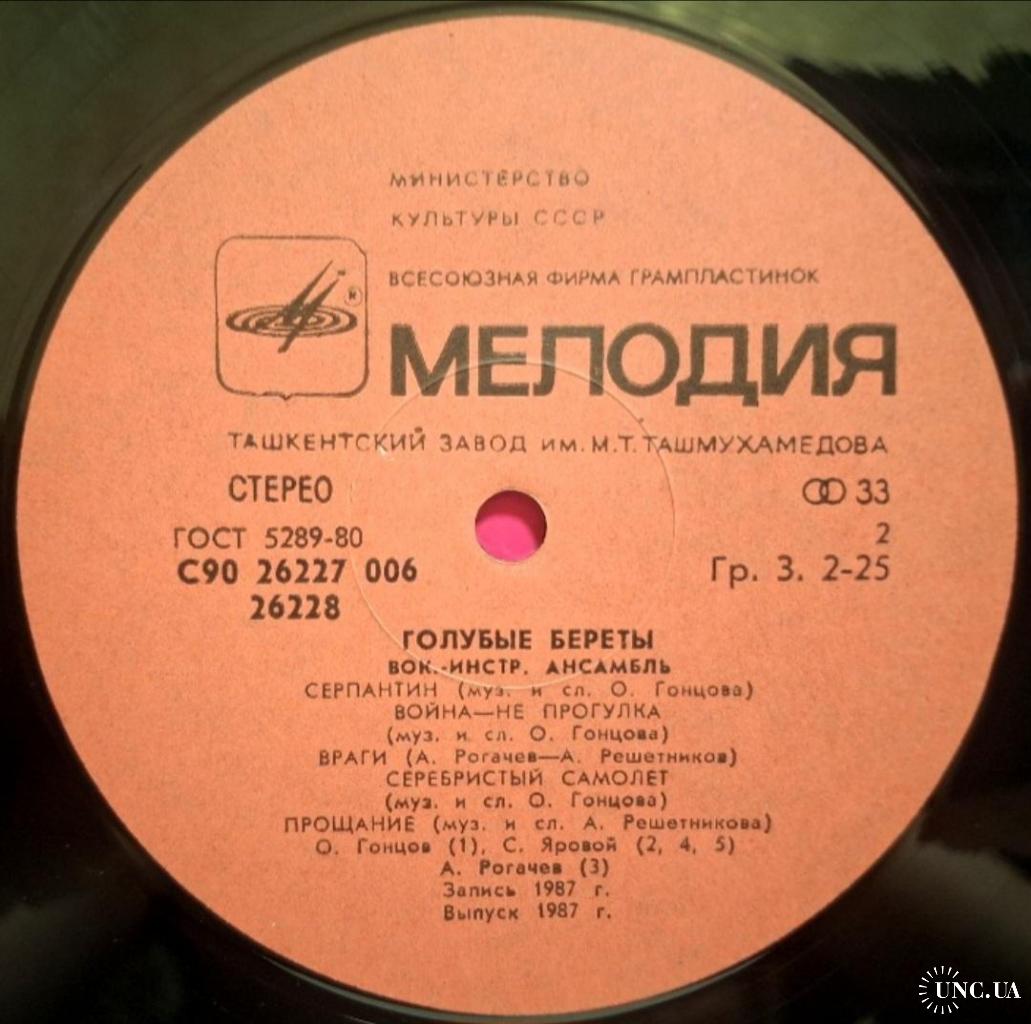 МИНИСТЕРСТВО
КУЛЬТУРЫ СССР
ВСЕСОЮЗНАЯ ФИРМА ГРАМПЛАСТИНОК
®
МЕЛОДИЯ
ТАШКЕНТСКИЙ ЗАВОД ИМ. М.Т.ТАШМУХАМЕДОВА
СТЕРЕО 33
ГОСТ 5289-80 2
С90 26227 006 Гр. 3. 2-25
26228
ГОЛУБЫЕ БЕРЕТЫ
ВОК.-ИНСТР. АНСАМБЛЬ
СЕРПАНТИН (муз. и сл. О. Гонцова)
ВОЙНА—НЕ ПРОГУЛКА
(муз. и сл. О. Гонцова)
ВРАГИ (А. Рогачев—А. Решетников)
СЕРЕБРИСТЫЙ САМОЛЕТ
(муз. и сл. О. Гонцова)
ПРОЩАНИЕ (муз. и сл. А. Решетникова)
О. Гонцов (1), С. Яровой (2, 4, 5)
А. Рогачев (3)
Запись 1987 г.
Выпуск 1987 г.
UNC.UA